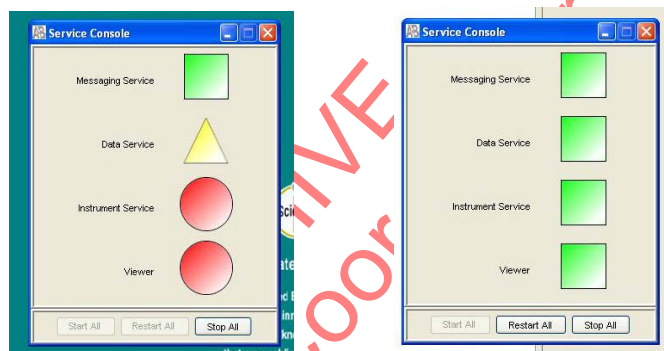 Service Console
Messaging Service
Data Service
Instrument Service
Viewer
Start All Restart All Stop All
Service Console
Messaging Service
Data Service
Instrument Service
Viewer
Start All Restart All Stop All